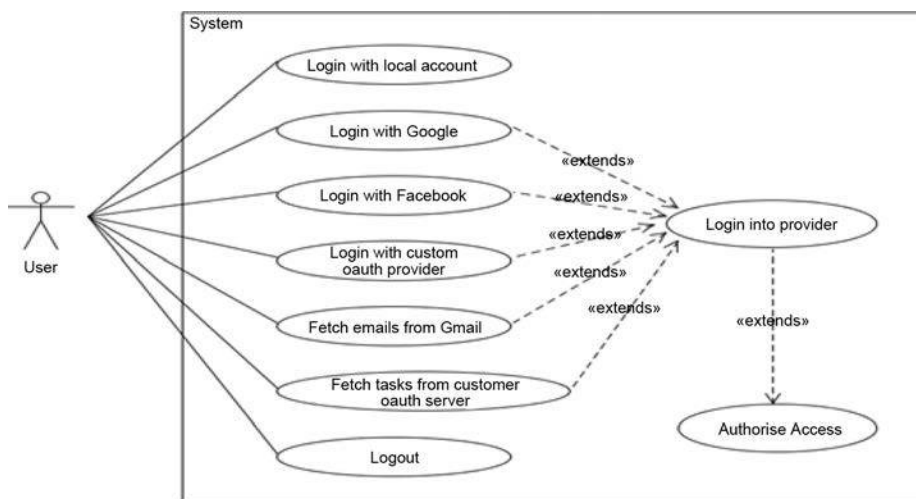 System
Login with local account
Login with Google
«extends»
Login with Facebook
«extends»
Login into provider
User
Login with custom
oauth provider
«extends»
Fetch emails from Gmail
«extends»
«extends»
«extends»
Fetch tasks from customer
oauth server
Authorise Access
Logout